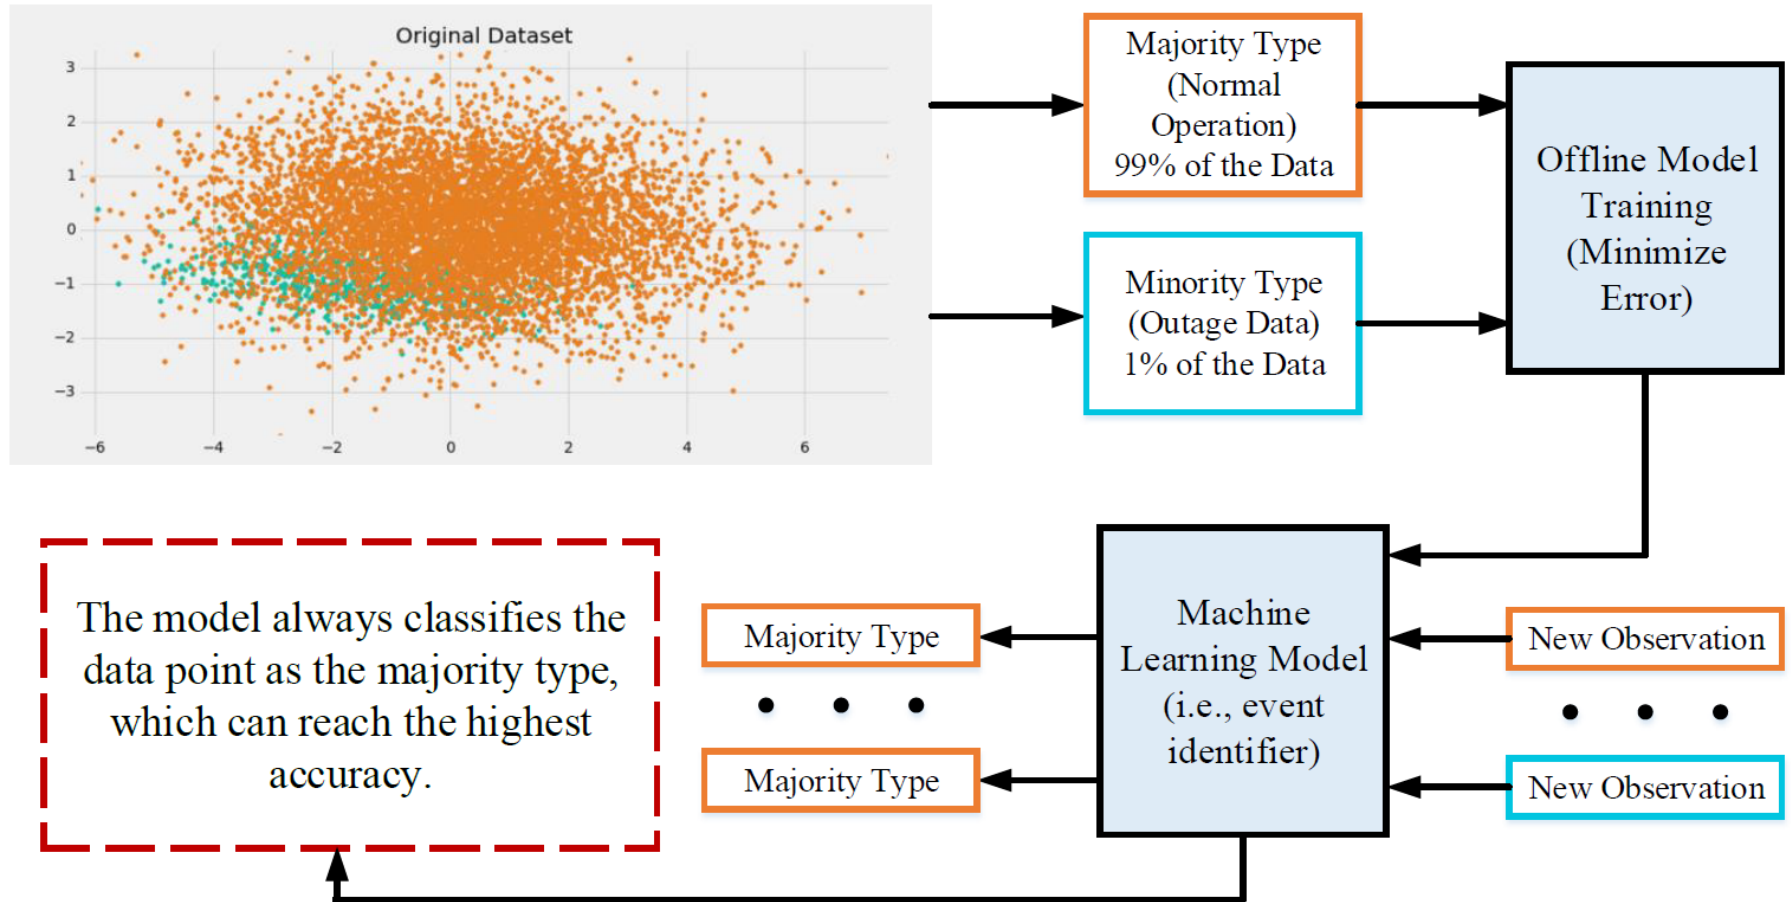 Original Dataset
3
2
1
0
−1
−2
−3
−6
−4
−2
0
2
4
6
Majority Type
(Normal
Operation)
99% of the Data
Minority Type
(Outage Data)
1% of the Data
Offline Model
Training
(Minimize
Error)
Machine
Learning Model
(i.e., event
identifier)
New Observation
New Observation
Majority Type
Majority Type
The model always classifies the
data point as the majority type,
which can reach the highest
accuracy.